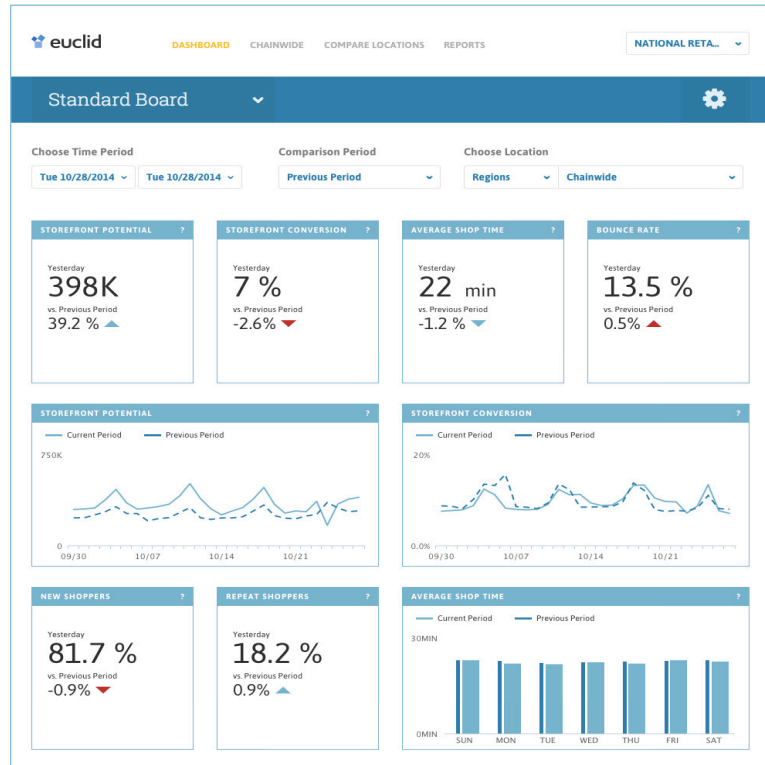 euclid
DASHBOARD CHAINWIDE COMPARE LOCATIONS REPORTS
NATIONAL RETA...
Standard Board
Choose Time Period Comparison Period Choose Location
Tue 10/28/2014 Tue 10/28/2014 Previous Period Regions Chainwide
STOREFRONT POTENTIAL ?
Yesterday
398K
vs. Previous Period
39.2 %
STOREFRONT CONVERSION ?
Yesterday
7 %
vs. Previous Period
-2.6%
AVERAGE SHOP TIME ?
Yesterday
22 min
vs. Previous Period
-1.2 %
BOUNCE RATE ?
Yesterday
13.5 %
vs. Previous Period
0.5%
STOREFRONT POTENTIAL ?
Current Period Previous Period
750K
0
09/30 10/07 10/14 10/21
STOREFRONT CONVERSION ?
Current Period Previous Period
20%
0.0%
09/30 10/07 10/14 10/21
NEW SHOPPERS ?
Yesterday
81.7 %
vs. Previous Period
-0.9%
REPEAT SHOPPERS ?
Yesterday
18.2 %
vs. Previous Period
0.9%
AVERAGE SHOP TIME ?
Current Period Previous Period
30MIN
0MIN
SUN MON TUE WED THU FRI SAT